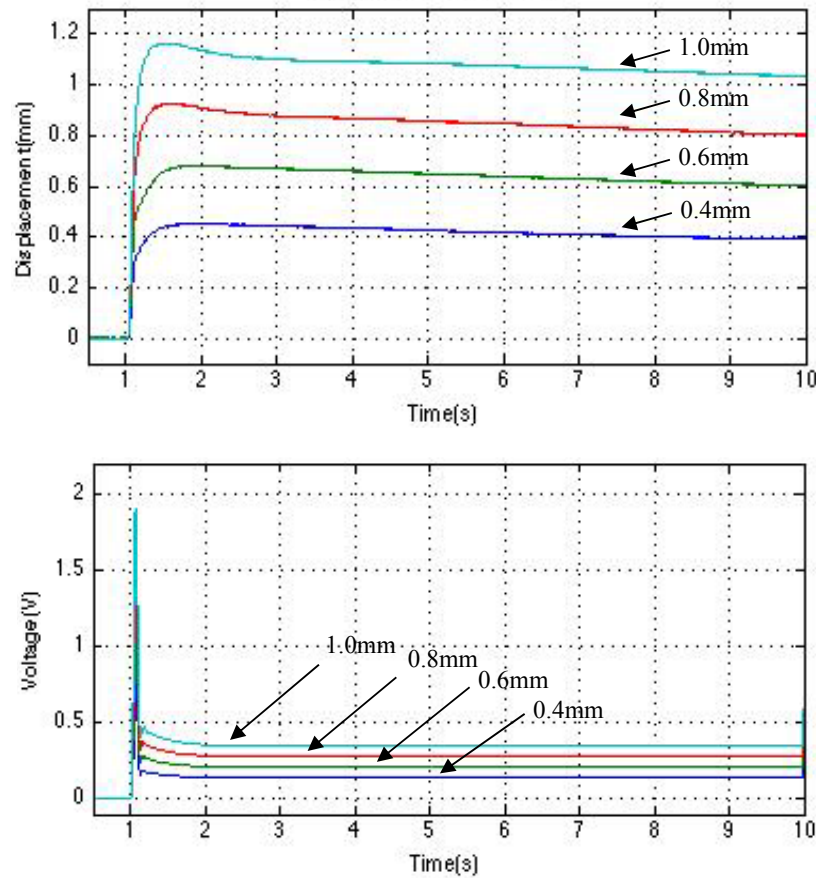 1.2
1
0.8
0.6
0.4
0.2
0
Displacement(mm)
1.0mm
0.8mm
0.6mm
0.4mm
1 2 3 4 5 6 7 8 9 10
Time(s)
2
1.5
1
0.5
0
Voltage(V)
1.0mm
0.8mm
0.6mm
0.4mm
1 2 3 4 5 6 7 8 9 10
Time(s)